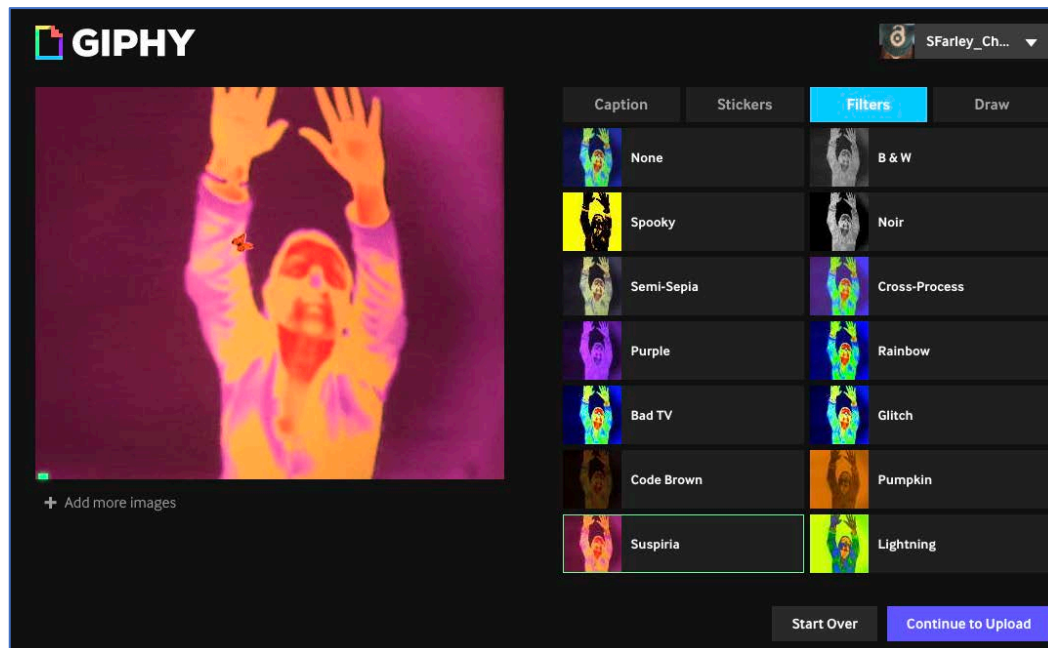 GIPHY
SFarley_Ch...
Caption Stickers Filters Draw
None B & W
Spooky Noir
Semi-Sepia Cross-Process
Purple Rainbow
Bad TV Glitch
Code Brown Pumpkin
Suspiria Lightning
+ Add more images
Start Over Continue to Upload